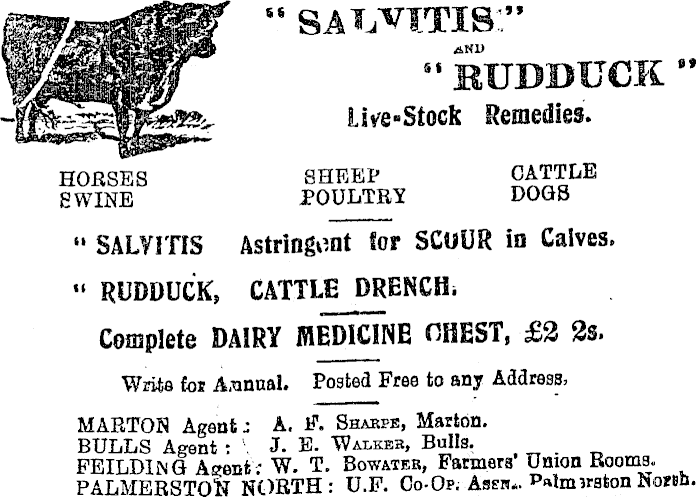 "SALVITIS"
AND
"RUDDUCK"
Live-Stock Remedies.
HORSES SHEEP CATTLE
SWINE POULTRY DOGS
" SALVITIS Astringent for SCOUR in Calves.
" RUDDUCK, CATTLE DRENCH.
Complete DAIRY MEDICINE CHEST, £2 2s.
Write for Annual. Posted Free to any Address,
MARTON Agent: A. F. SHARPE, Marton.
BULLS Agent: J. E. WALKER, Bulls.
FEILDING Agent: W. T. BOWATER, Farmers' Union Rooms.
PALMERSTON NORTH: U.F. CO-OP. ASSN., Palmerston North.